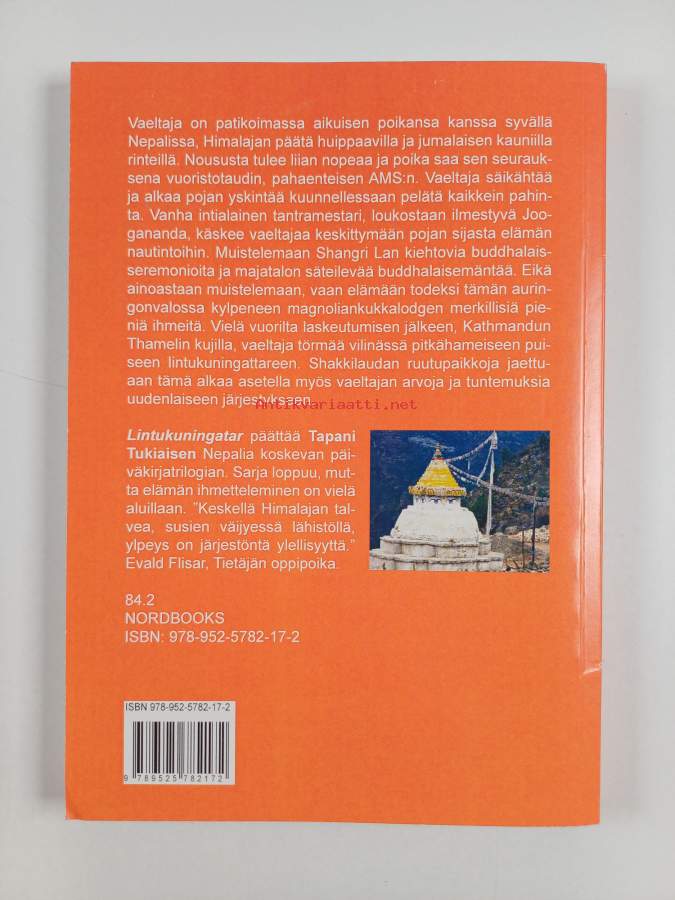 Vaeltaja on patikoimassa aikuisen poikansa kanssa syvällä
Nepalissa, Himalajan päätä huippaavilla ja jumalaisen kauniilla
rinteillä. Noususta tulee liian nopeaa ja poika saa sen seurauk-
sena vuoristotaudin, pahaenteisen AMS:n. Vaeltaja säikähtää
ja alkaa pojan yskintää kuunnellessaan pelätä kaikkein pahin-
ta. Vanha intialainen tantramestari, loukostaan ilmestyvä Joo-
gananda, käskee vaeltajaa keskittymään pojan sijasta elämän
nautintoihin. Muistelemaan Shangri Lan kiehtovia buddhalais-
seremonioita ja majatalon säteilevää buddhalaisemäntää. Eikä
ainoastaan muistelemaan, vaan elämään todeksi tämän aurin-
gonvalossa kylpeneen magnoliankukkalodgen merkillisiä pie-
niä ihmeitä. Vielä vuorilta laskeutumisen jälkeen, Kathmandun
Thamelin kujilla, vaeltaja törmää vilinässä pitkähameiseen pui-
seen lintukuningattareen. Shakkilaudan ruutupaikkoja jaettu-
aan tämä alkaa asetella myös vaeltajan arvoja ja tuntemuksia
uudenlaiseen järjestykseen.
Antikvariaatti.net
Lintukuningatar päättää Tapani
Tukiaisen Nepalia koskevan päi-
väkirjatrilogian. Sarja loppuu, mut-
ta elämän ihmetteleminen on vielä
aluillaan. ”Keskellä Himalajan tal-
vea, susien väijyessä lähistöllä,
ylpeys on järjestöntä ylellisyyttä.”
Evald Flisar, Tietäjän oppipoika.
84.2
NORDBOOKS
ISBN: 978-952-5782-17-2
ISBN 978-952-5782-17-2
9 789525 782172